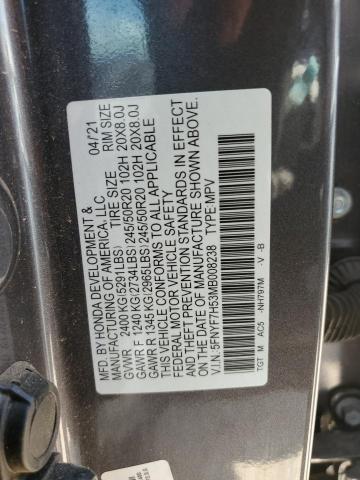 MFD. BY HONDA DEVELOPMENT & 04/21
MANUFACTURING OF AMERICA, LLC
TIRE SIZE RIM SIZE
GVWR 2400 KG(5291LBS)
GAWR F 1240 KG(2734LBS)245/50R20 102H 20X8.0J
GAWR R 1345 KG(2965LBS)245/50R20 102H 20X8.0J
THIS VEHICLE CONFORMS TO ALL APPLICABLE
FEDERAL MOTOR VEHICLE SAFETY
AND THEFT PREVENTION STANDARDS IN EFFECT
ON THE DATE OF MANUFACTURE SHOWN ABOVE.
V.I.N.:5FNYF7H53MB008238 TYPE:MPV
TGT M AC5 -NH797M -V -B